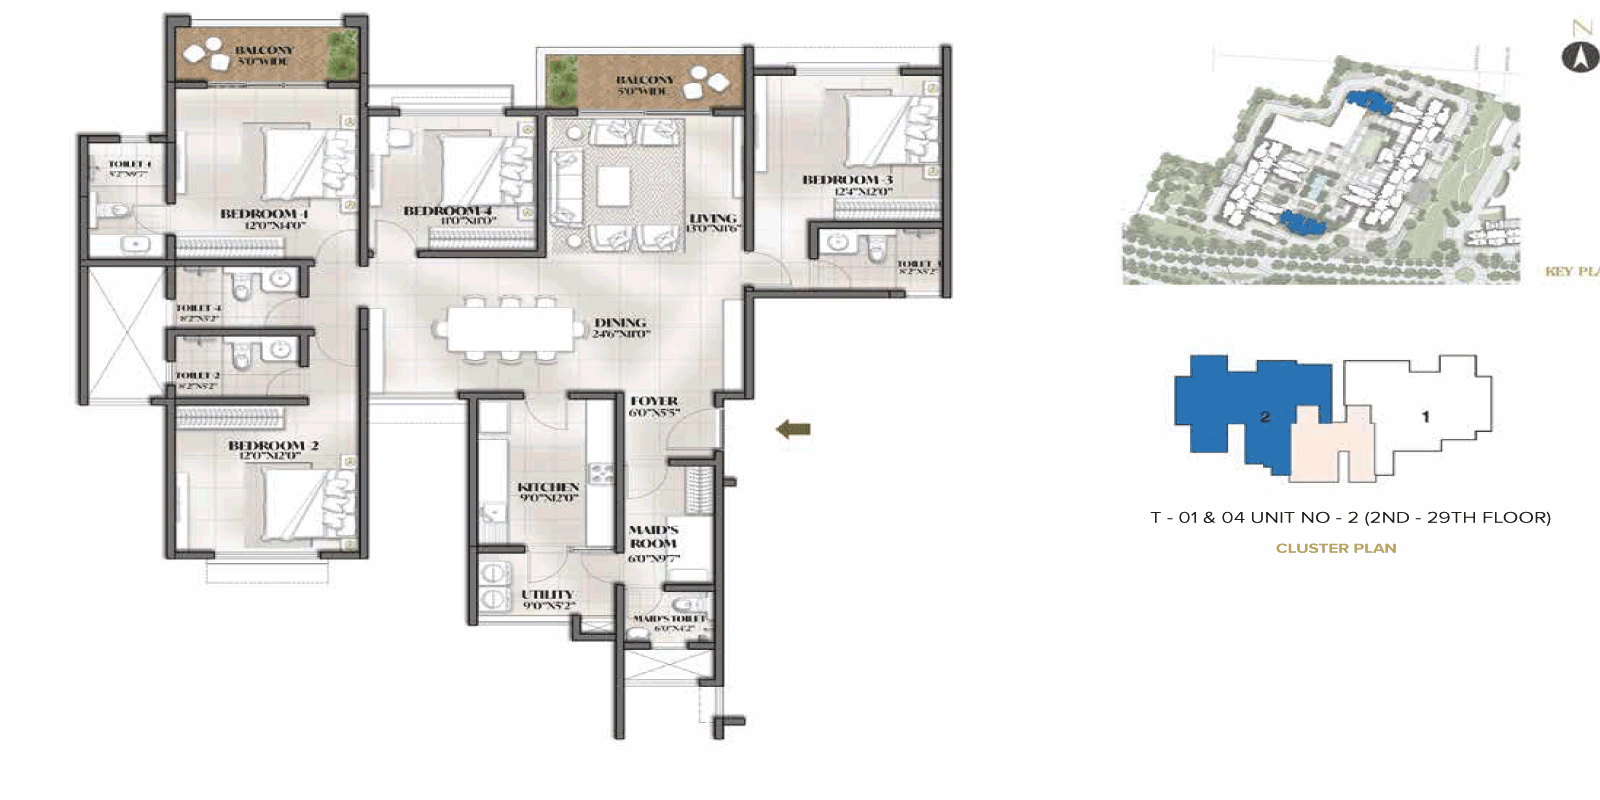 BALCONY
5'0"WIDE
BALCONY
5'0"WIDE
TOILET-1
5'2"X9'7"
BEDROOM-1
12'0"X14'0"
BEDROOM-4
11'0"X11'0"
LIVING
13'0"X11'6"
BEDROOM-3
12'4"X12'0"
TOILET-3
8'2"X5'2"
TOILET-4
8'2"X5'2"
DINING
24'6"X11'0"
TOILET-2
8'2"X5'2"
FOYER
6'0"X5'5"
BEDROOM-2
12'0"X12'0"
KITCHEN
9'0"X12'0"
MAID'S
ROOM
6'0"X9'7"
UTILITY
9'0"X5'2"
MAID'S TOILET
6'0"X4'2"
N
KEY PLA
2
1
T - 01 & 04 UNIT NO - 2 (2ND - 29TH FLOOR)
CLUSTER PLAN